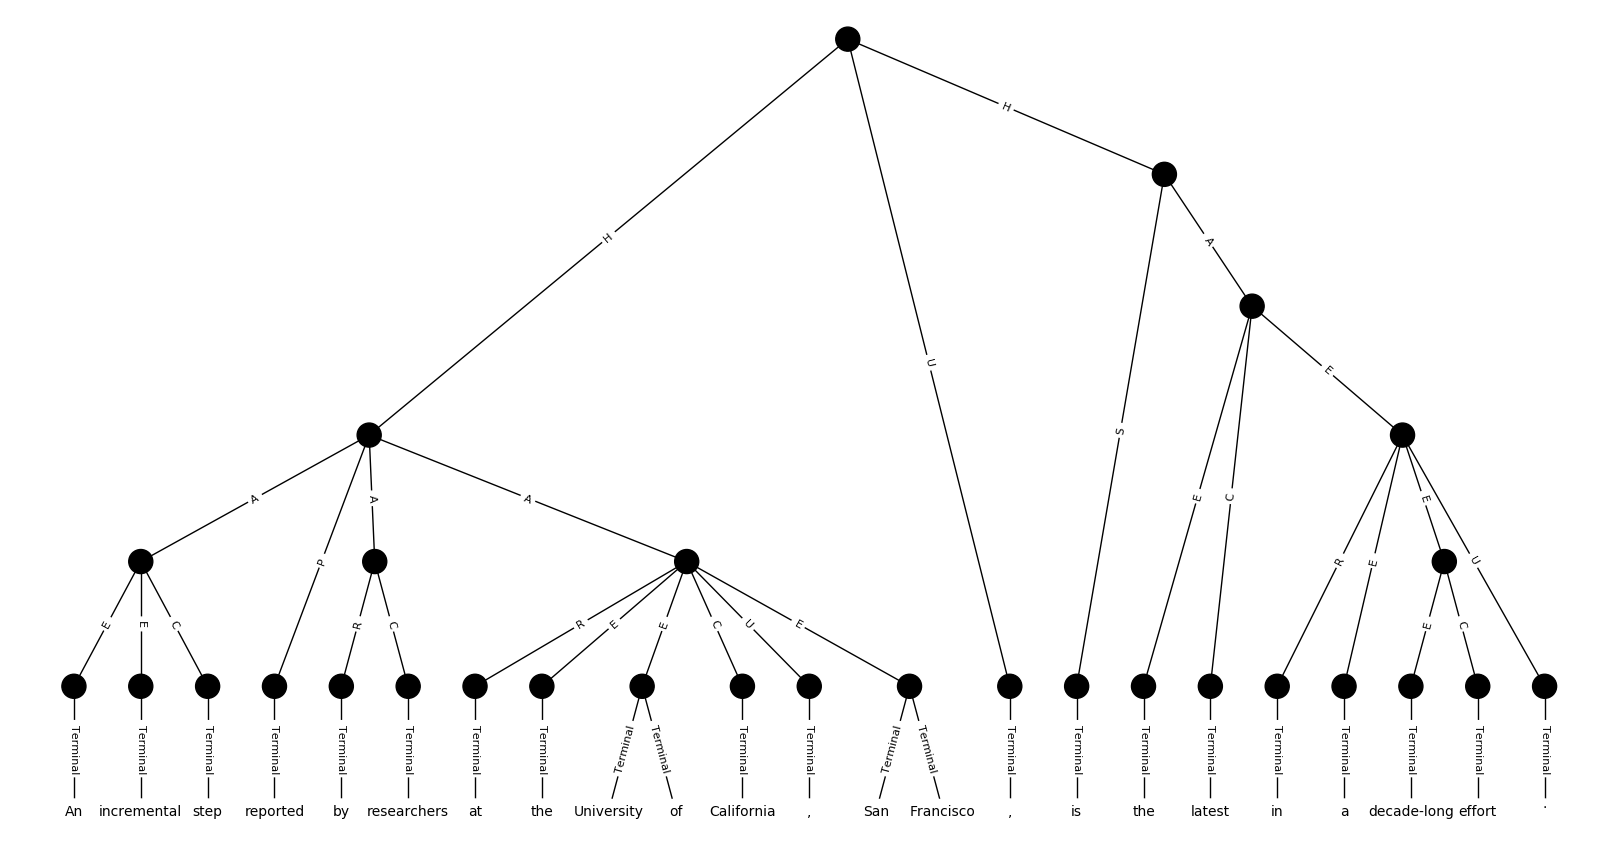 H
H
A
S
U
E
H
A
P
A
A
E
C
R
E
E
U
E
E
C
R
C
R
E
E
C
U
E
E
C
Terminal Terminal Terminal Terminal Terminal Terminal Terminal Terminal Terminal Terminal Terminal Terminal Terminal Terminal Terminal Terminal Terminal Terminal Terminal Terminal Terminal Terminal Terminal
An incremental step reported by researchers at the University of California , San Francisco , is the latest in a decade-long effort .